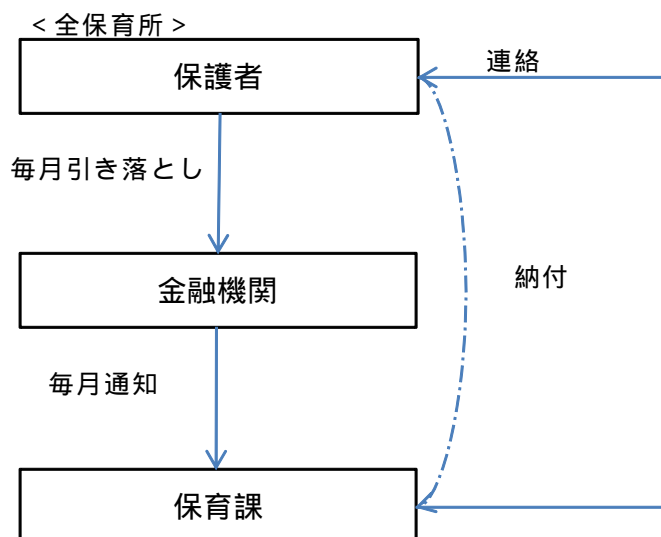 ＜全保育所＞
保護者
連絡
毎月引き落とし
納付
金融機関
毎月通知
保育課